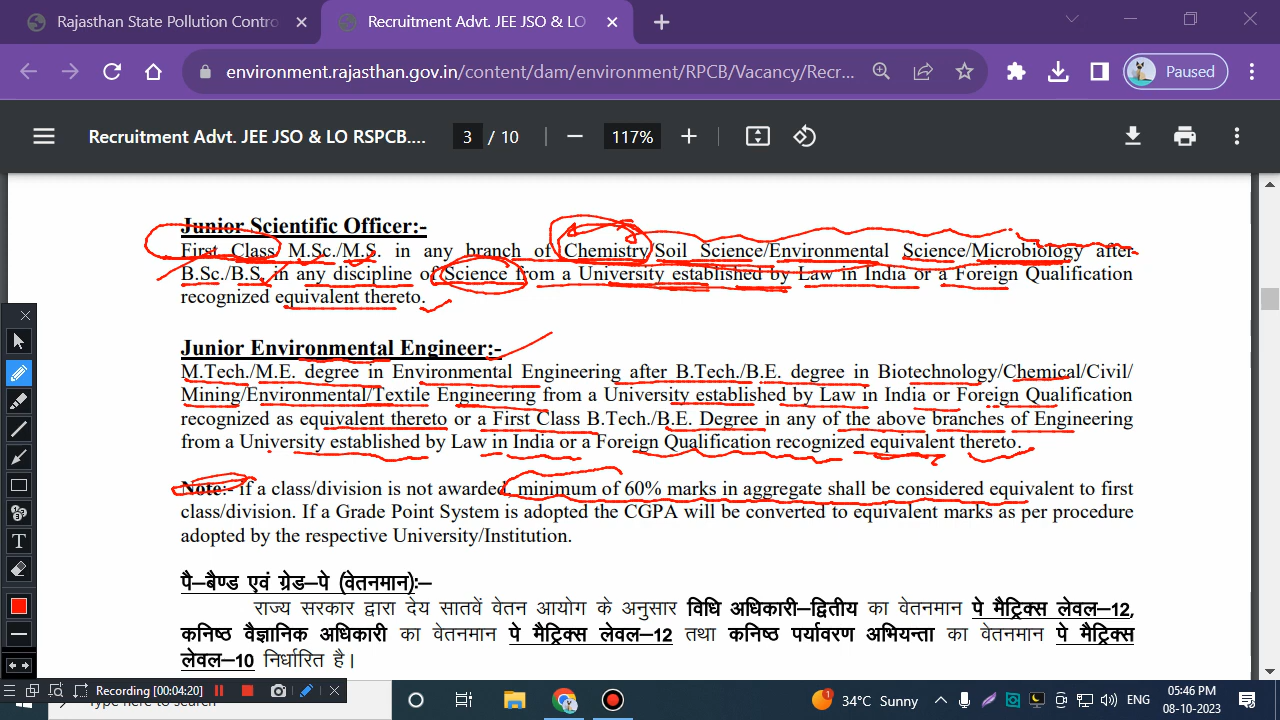 Rajasthan State Pollution Contro
Recruitment Advt. JEE JSO & LO
environment.rajasthan.gov.in/content/dam/environment/RPCB/Vacancy/Recr...
Paused
Recruitment Advt. JEE JSO & LO RSPCB....
3 / 10
117%
Junior Scientific Officer:-
First Class M.Sc./M.S. in any branch of Chemistry/Soil Science/Environmental Science/Microbiology after
B.Sc./B.S. in any discipline of Science from a University established by Law in India or a Foreign Qualification
recognized equivalent thereto.
Junior Environmental Engineer:-
M.Tech./M.E. degree in Environmental Engineering after B.Tech./B.E. degree in Biotechnology/Chemical/Civil/
Mining/Environmental/Textile Engineering from a University established by Law in India or Foreign Qualification
recognized as equivalent thereto or a First Class B.Tech./B.E. Degree in any of the above branches of Engineering
from a University established by Law in India or a Foreign Qualification recognized equivalent thereto.
Note:- if a class/division is not awarded, minimum of 60% marks in aggregate shall be considered equivalent to first
class/division. If a Grade Point System is adopted the CGPA will be converted to equivalent marks as per procedure
adopted by the respective University/Institution.
पै–बैण्ड एवं ग्रेड–पे (वेतनमान):–
राज्य सरकार द्वारा देय सातवें वेतन आयोग के अनुसार विधि अधिकारी–द्वितीय का वेतनमान पे मैट्रिक्स लेवल–12,
कनिष्ठ वैज्ञानिक अधिकारी का वेतनमान पे मैट्रिक्स लेवल–12 तथा कनिष्ठ पर्यावरण अभियन्ता का वेतनमान पे मैट्रिक्स
लेवल–10 निर्धारित है।
T
Recording [00:04:20]
Type here to search
1
34°C Sunny
ENG
05:46 PM
08-10-2023